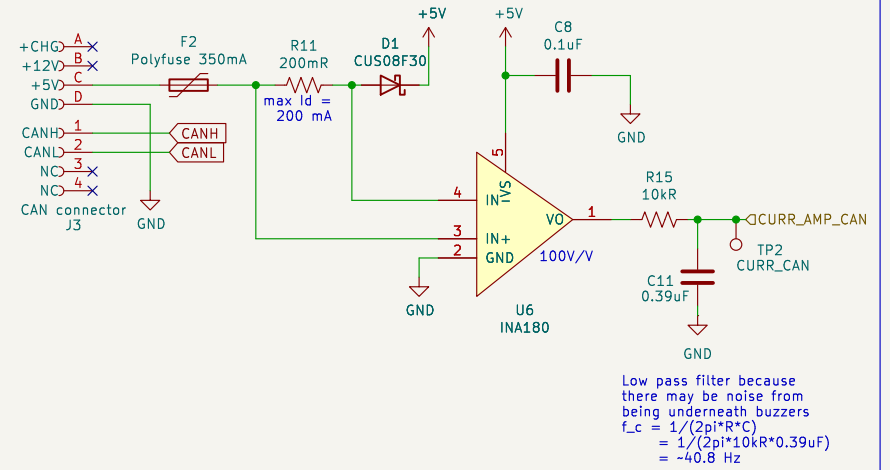 +5V
+5V
C8
0.1uF
GND
+CHG
A
+12V
B
+5V
C
GND
D
CANH
1
CANL
2
NC
3
NC
4
CAN connector
J3
CANH
CANL
GND
F2
Polyfuse 350mA
R11
200mR
max Id =
200 mA
D1
CUS08F30
5
VS
4
IN-
3
IN+
2
GND
VO
1
100V/V
GND
U6
INA180
R15
10kR
CURR_AMP_CAN
TP2
CURR_CAN
C11
0.39uF
GND
Low pass filter because
there may be noise from
being underneath buzzers
f_c = 1/(2pi*R*C)
= 1/(2pi*10kR*0.39uF)
= ~40.8 Hz